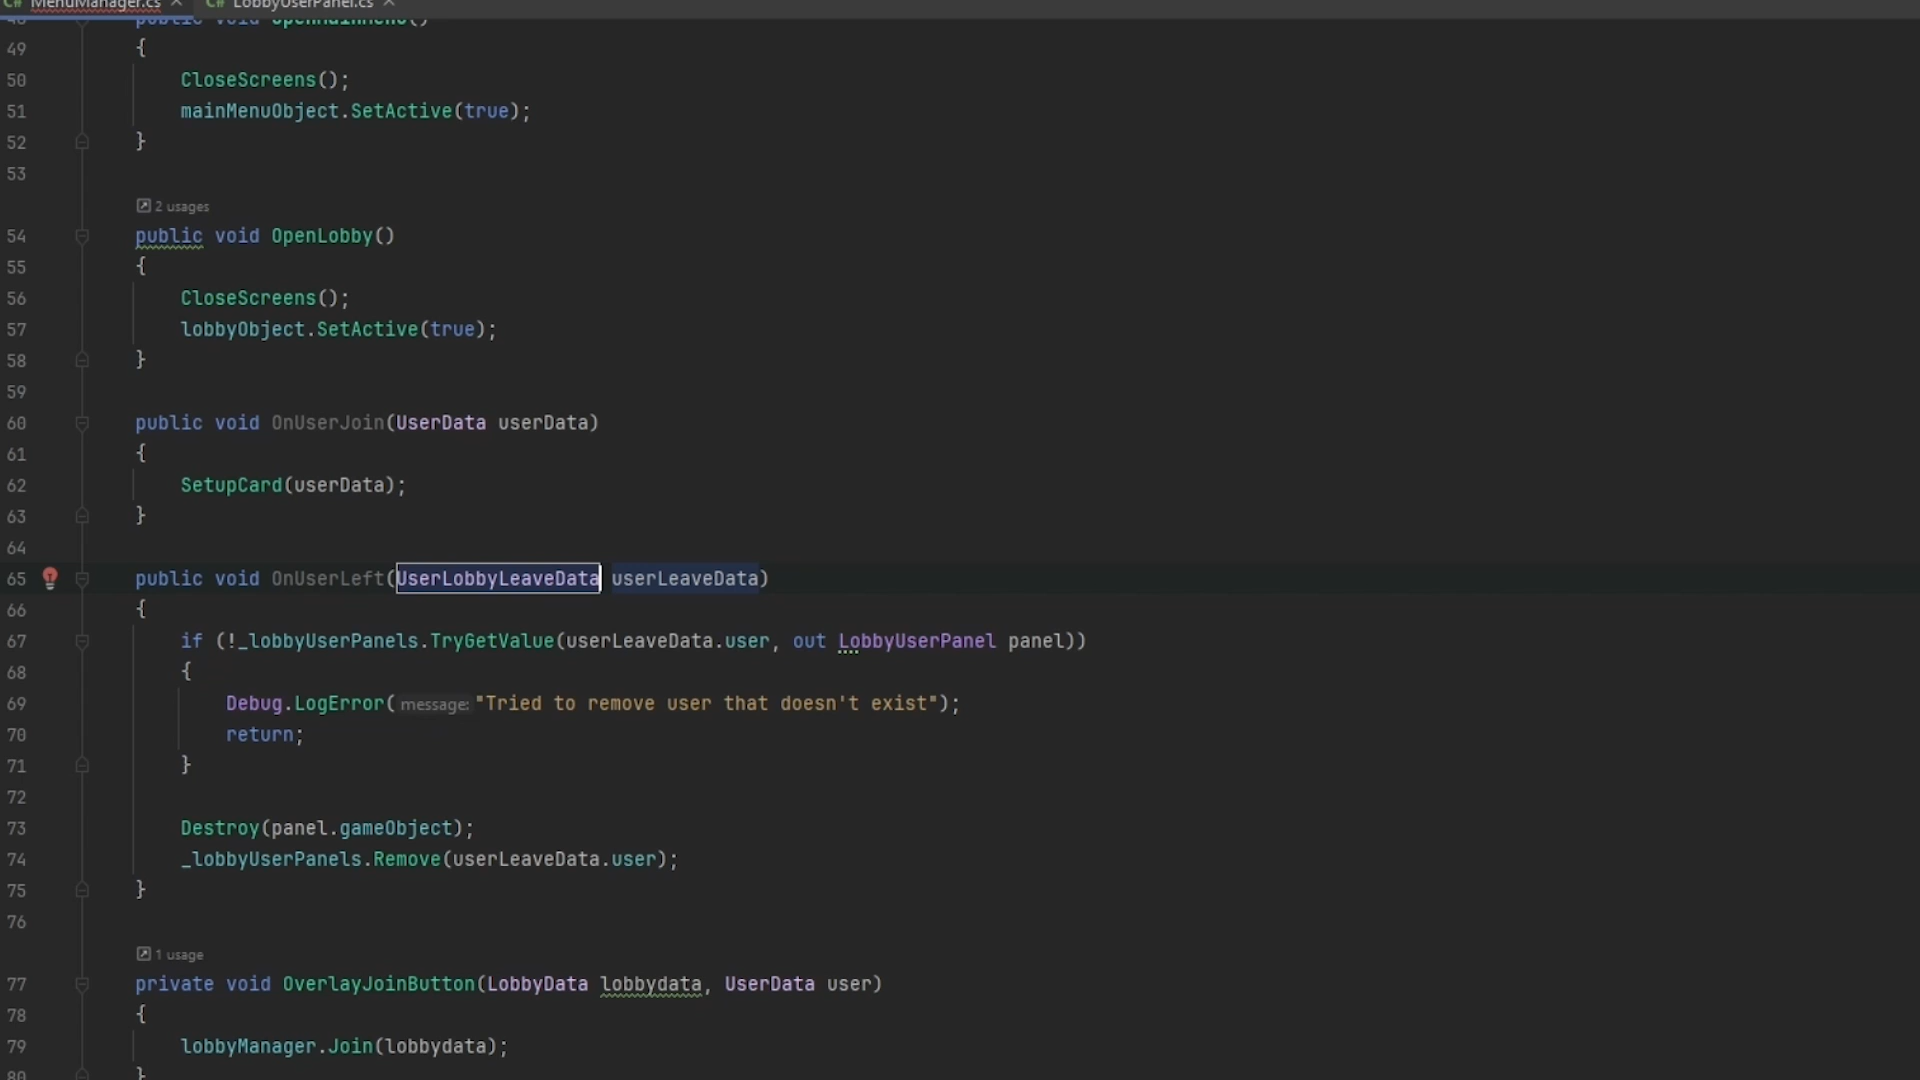 C# MenuManager.cs × C# LobbyUserPanel.cs ×
48 public void OpenMainMenu()
49 {
50 CloseScreens();
51 mainMenuObject.SetActive(true);
52 }
53
2 usages
54 public void OpenLobby()
55 {
56 CloseScreens();
57 lobbyObject.SetActive(true);
58 }
59
60 public void OnUserJoin(UserData userData)
61 {
62 SetupCard(userData);
63 }
64
65 public void OnUserLeft(UserLobbyLeaveData userLeaveData)
66 {
67 if (!_lobbyUserPanels.TryGetValue(userLeaveData.user, out LobbyUserPanel panel))
68 {
69 Debug.LogError( message: "Tried to remove user that doesn't exist");
70 return;
71 }
72
73 Destroy(panel.gameObject);
74 _lobbyUserPanels.Remove(userLeaveData.user);
75 }
76
1 usage
77 private void OverlayJoinButton(LobbyData lobbydata, UserData user)
78 {
79 lobbyManager.Join(lobbydata);
80 }